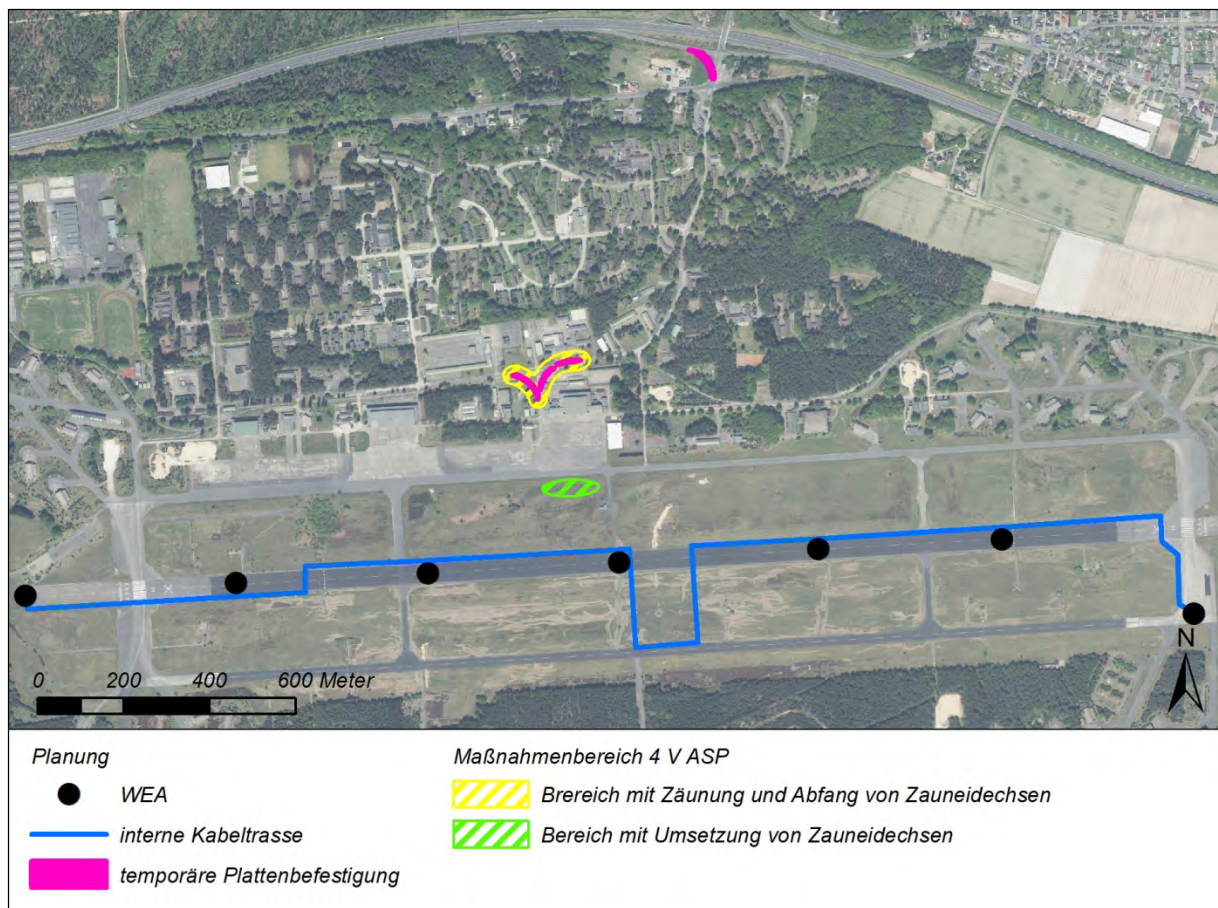 N
0 200 400 600 Meter
Planung
WEA
interne Kabeltrasse
temporäre Plattenbefestigung
Maßnahmenbereich 4 V ASP
Brereich mit Zäunung und Abfang von Zauneidechsen
Bereich mit Umsetzung von Zauneidechsen